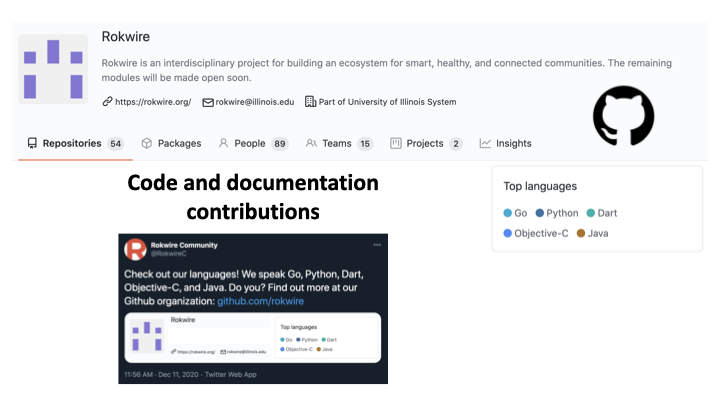 Rokwire
Rokwire is an interdisciplinary project for building an ecosystem for smart, healthy, and connected communities. The remaining
modules will be made open soon.
https://rokwire.org/ rokwire@illinois.edu Part of University of Illinois System
Repositories 54 Packages People 89 Teams 15 Projects 2 Insights
Code and documentation
contributions
Top languages
Go Python Dart
Objective-C Java
Rokwire Community
@RokwireC
Check out our languages! We speak Go, Python, Dart,
Objective-C, and Java. Do you? Find out more at our
Github organization: github.com/rokwire
Rokwire
https://rokwire.org/ rokwire@illinois.edu
Top languages
Go Python Dart
Objective-C Java
11:56 AM · Dec 11, 2020 · Twitter Web App